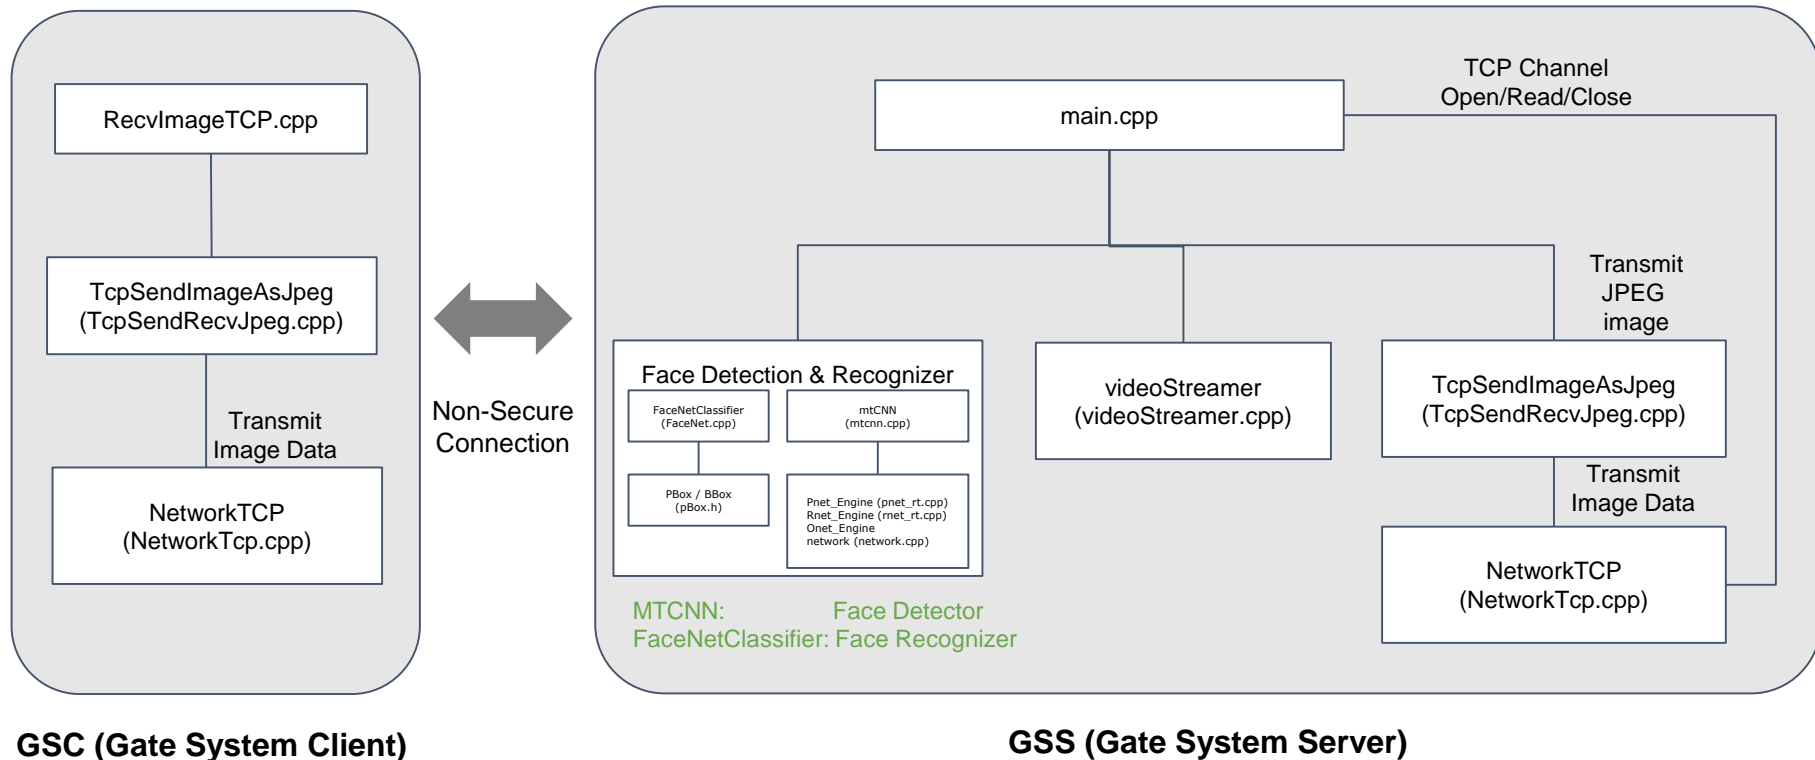 RecvImageTCP.cpp
TcpSendImageAsJpeg
(TcpSendRecvJpeg.cpp)
Transmit
Image Data
NetworkTCP
(NetworkTcp.cpp)
GSC (Gate System Client)
Non-Secure
Connection
main.cpp
TCP Channel
Open/Read/Close
Face Detection & Recognizer
FaceNetClassifier
(FaceNet.cpp)
mtCNN
(mtcnn.cpp)
PBox / BBox
(pBox.h)
Pnet_Engine (pnet_rt.cpp)
Rnet_Engine (rnet_rt.cpp)
Onet_Engine
network (network.cpp)
MTCNN: Face Detector
FaceNetClassifier: Face Recognizer
videoStreamer
(videoStreamer.cpp)
Transmit
JPEG
image
TcpSendImageAsJpeg
(TcpSendRecvJpeg.cpp)
Transmit
Image Data
NetworkTCP
(NetworkTcp.cpp)
GSS (Gate System Server)